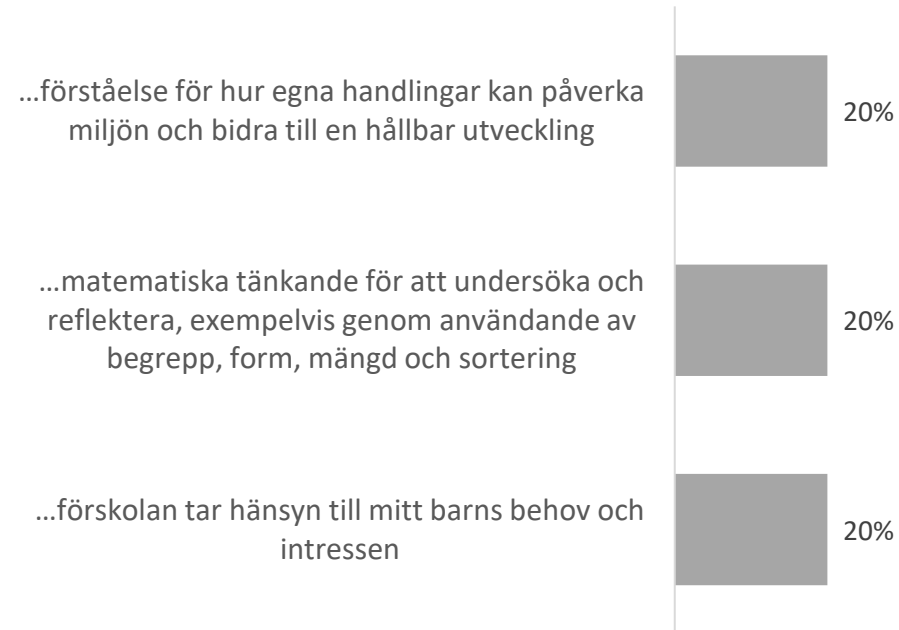 …förståelse för hur egna handlingar kan påverka
miljön och bidra till en hållbar utveckling
20%
…matematiska tänkande för att undersöka och
reflektera, exempelvis genom användande av
begrepp, form, mängd och sortering
20%
…förskolan tar hänsyn till mitt barns behov och
intressen
20%